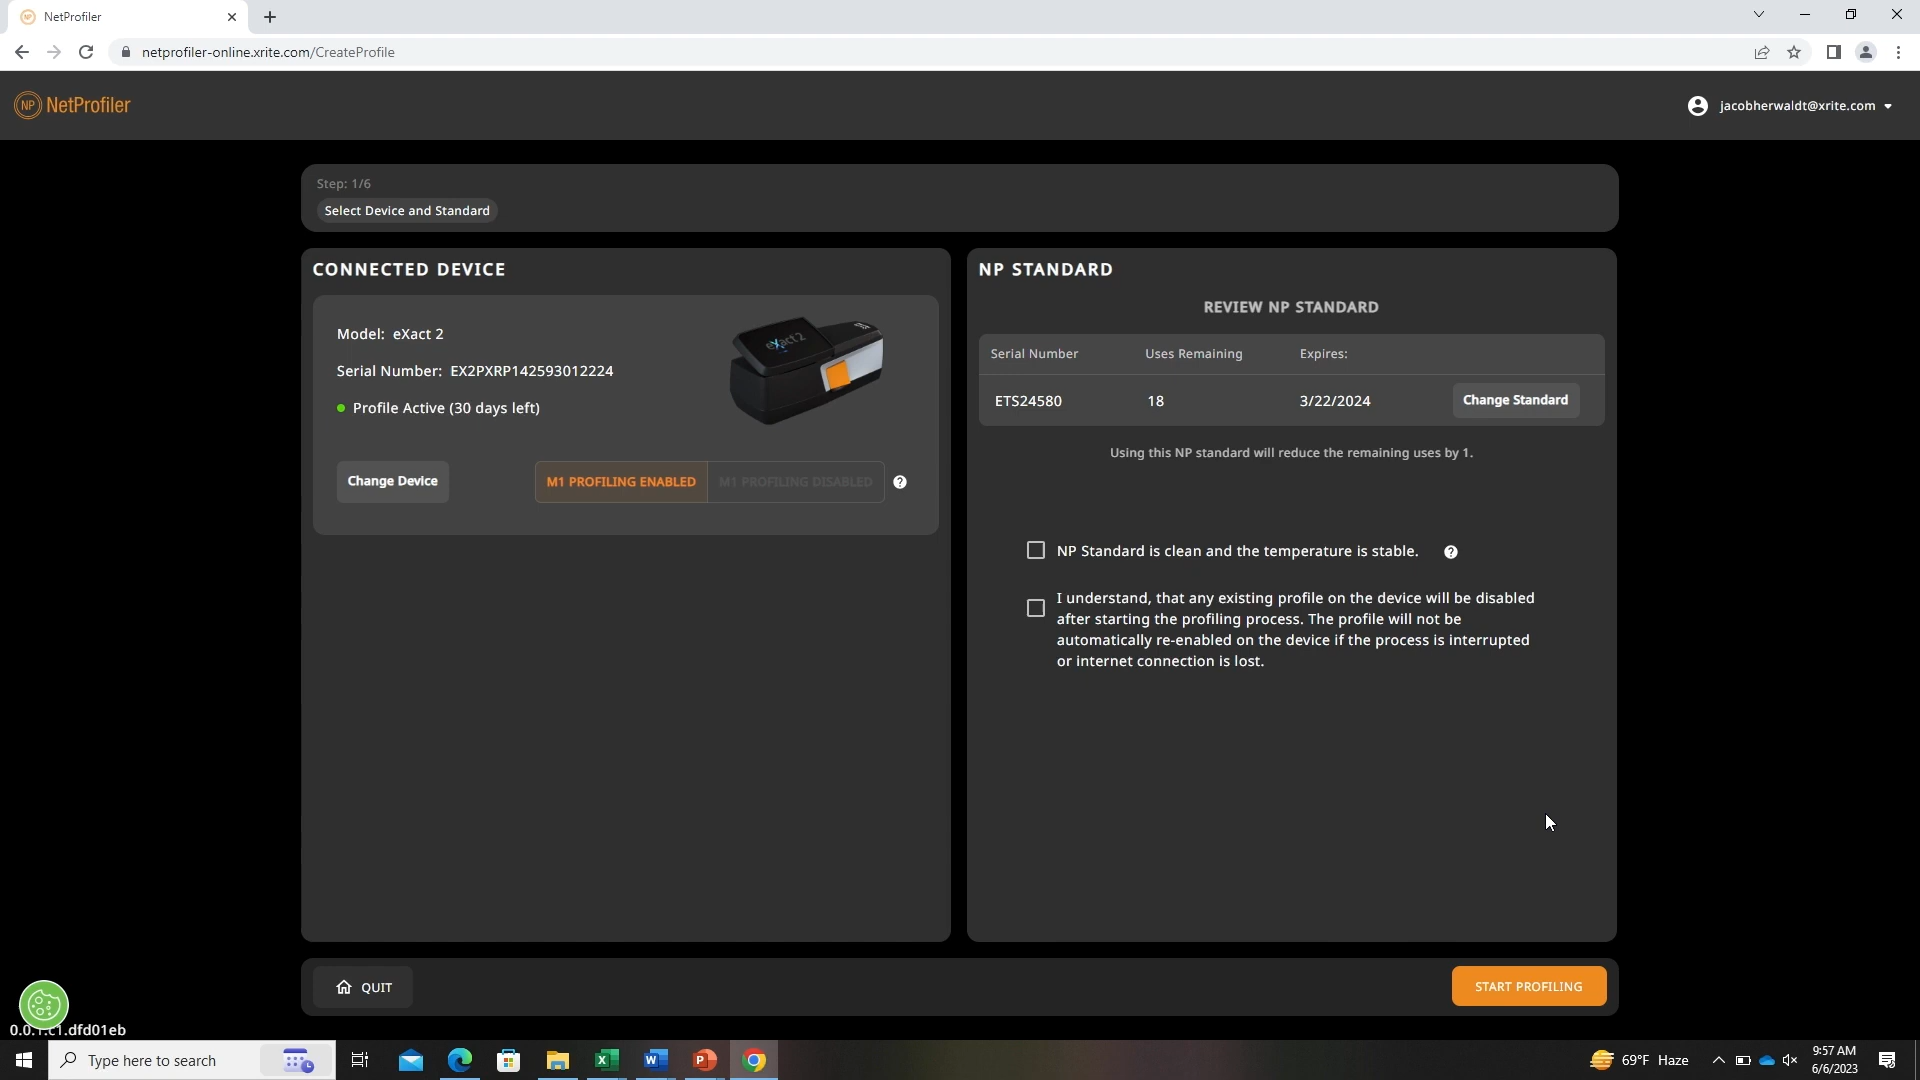 NetProfiler
netprofiler-online.xrite.com/CreateProfile
NP NetProfiler
jacobherwaldt@xrite.com
Step: 1/6
Select Device and Standard
CONNECTED DEVICE
Model: eXact 2
Serial Number: EX2PXRP142593012224
Profile Active (30 days left)
eXact2
Change Device
M1 PROFILING ENABLED
M1 PROFILING DISABLED
NP STANDARD
REVIEW NP STANDARD
Serial Number Uses Remaining Expires:
ETS24580 18 3/22/2024 Change Standard
Using this NP standard will reduce the remaining uses by 1.
NP Standard is clean and the temperature is stable.
I understand, that any existing profile on the device will be disabled
after starting the profiling process. The profile will not be
automatically re-enabled on the device if the process is interrupted
or internet connection is lost.
QUIT
START PROFILING
Type here to search
69°F Haze
9:57 AM
6/6/2023